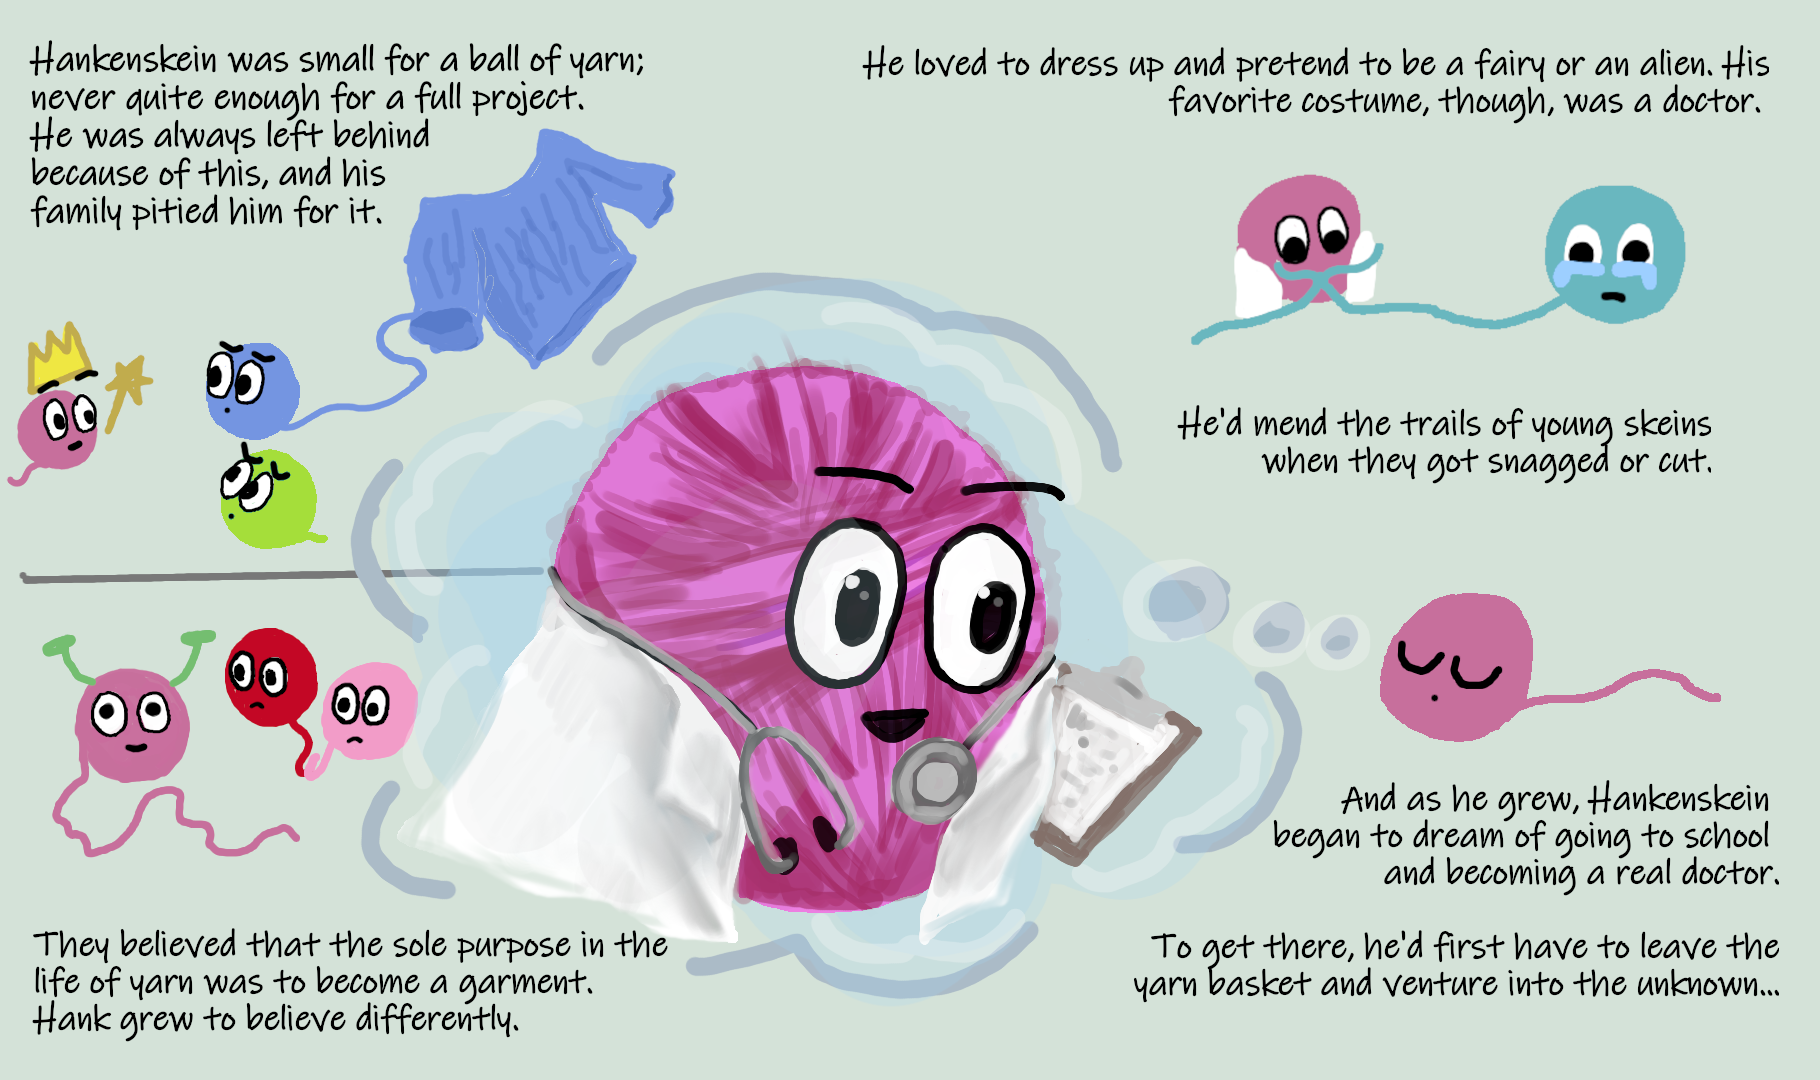 Hankenskein was small for a ball of yarn;
never quite enough for a full project.
He was always left behind
because of this, and his
family pitied him for it.
They believed that the sole purpose in the
life of yarn was to become a garment.
Hank grew to believe differently.
He loved to dress up and pretend to be a fairy or an alien. His
favorite costume, though, was a doctor.
He'd mend the trails of young skeins
when they got snagged or cut.
And as he grew, Hankenskein
began to dream of going to school
and becoming a real doctor.
To get there, he'd first have to leave the
yarn basket and venture into the unknown...